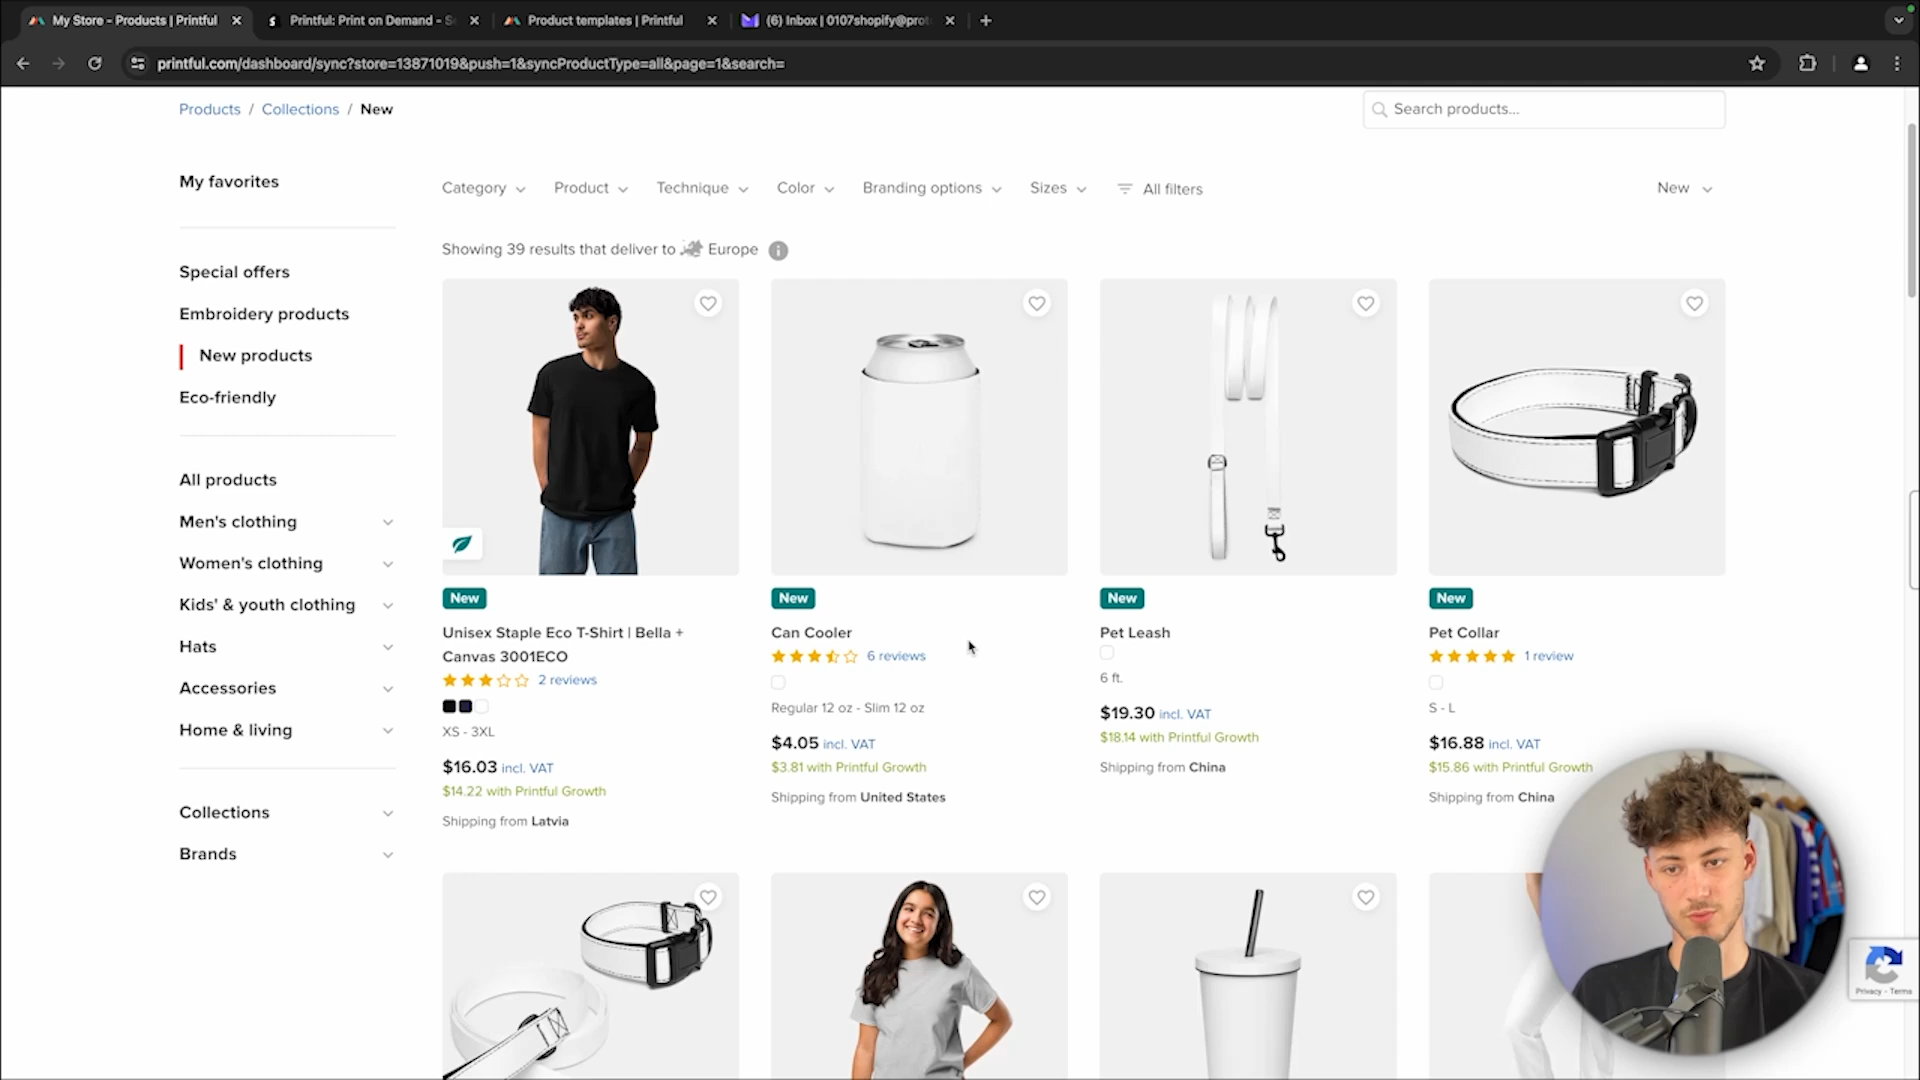 My Store - Products | Printful
Printful: Print on Demand - S
Product templates | Printful
(6) Inbox | 0107shopify@prot
printful.com/dashboard/sync?store=13871019&push=1&syncProductType=all&page=1&search=
Products / Collections / New
Search products...
My favorites
Special offers
Embroidery products
New products
Eco-friendly
All products
Men's clothing
Women's clothing
Kids' & youth clothing
Hats
Accessories
Home & living
Collections
Brands
Category
Product
Technique
Color
Branding options
Sizes
All filters
New
Showing 39 results that deliver to Europe
New
Unisex Staple Eco T-Shirt | Bella +
Canvas 3001ECO
2 reviews
XS - 3XL
$16.03 incl. VAT
$14.22 with Printful Growth
Shipping from Latvia
New
Can Cooler
6 reviews
Regular 12 oz - Slim 12 oz
$4.05 incl. VAT
$3.81 with Printful Growth
Shipping from United States
New
Pet Leash
6 ft.
$19.30 incl. VAT
$18.14 with Printful Growth
Shipping from China
New
Pet Collar
1 review
S - L
$16.88 incl. VAT
$15.86 with Printful Growth
Shipping from China
Privacy - Terms